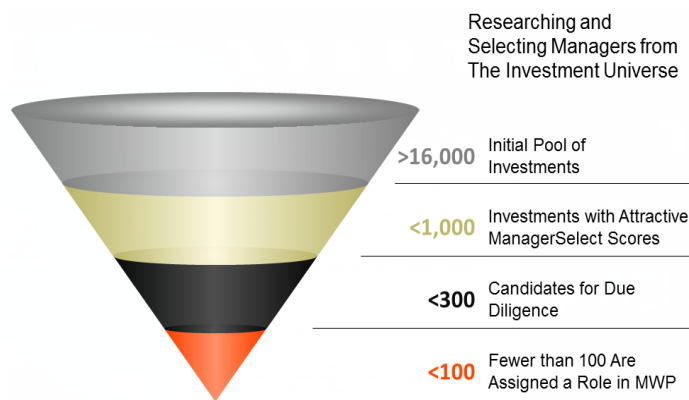 Researching and
Selecting Managers from
The Investment Universe
>16,000 Initial Pool of
Investments
<1,000 Investments with Attractive
ManagerSelect Scores
<300 Candidates for Due
Diligence
<100 Fewer than 100 Are
Assigned a Role in MWP